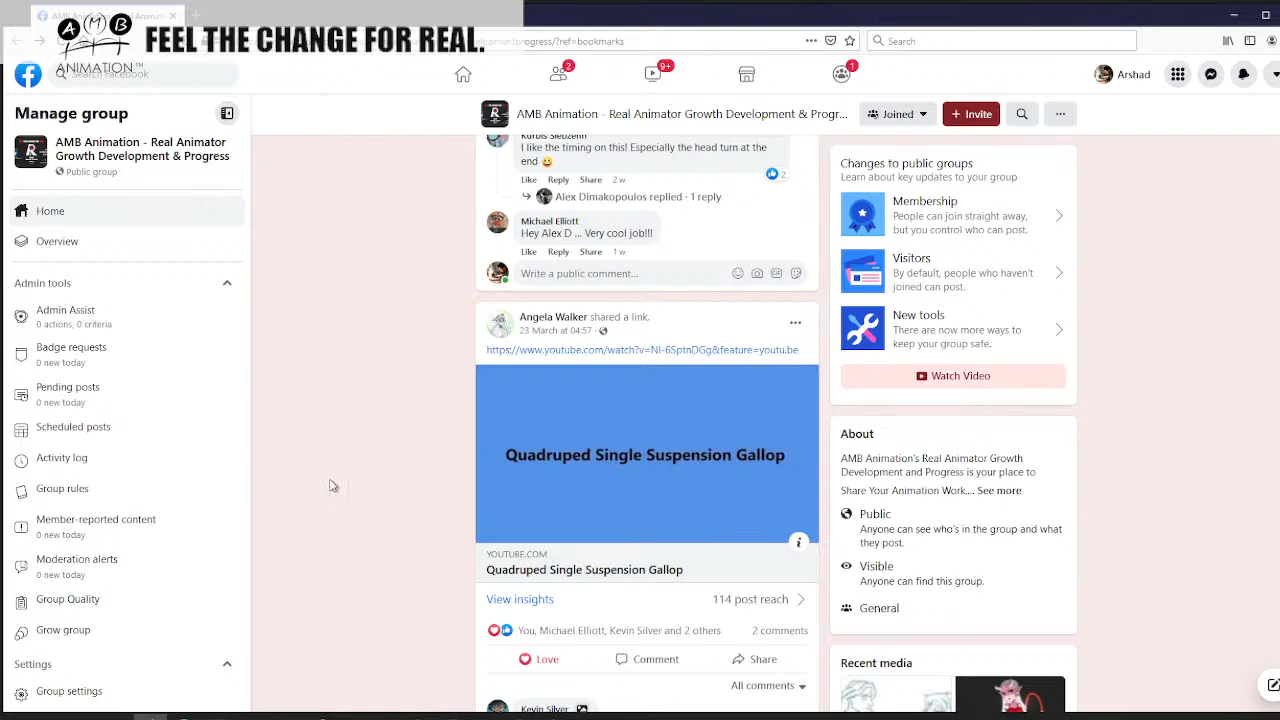 AMB
ANIMATION™
FEEL THE CHANGE FOR REAL.
progress/?ref=bookmarks
Search
Search Facebook
2
9+
1
Arshad
Manage group
AMB Animation - Real Animator
Growth Development & Progress
Public group
Home
Overview
Admin tools
Admin Assist
0 actions, 0 criteria
Badge requests
0 new today
Pending posts
0 new today
Scheduled posts
Activity log
Group rules
Member-reported content
0 new today
Moderation alerts
0 new today
Group Quality
Grow group
Settings
Group settings
AMB Animation - Real Animator Growth Development & Progr...
Joined
+ Invite
I like the timing on this! Especially the head turn at the
end
2
Like Reply Share 2 w
Alex Dimakopoulos replied · 1 reply
Michael Elliott
Hey Alex D ... Very cool job!!!
Like Reply Share 1 w
Write a public comment...
Angela Walker shared a link.
23 March at 04:57 ·
https://www.youtube.com/watch?v=NI-6SptnDGg&feature=youtu.be
Quadruped Single Suspension Gallop
YOUTUBE.COM
Quadruped Single Suspension Gallop
View insights
114 post reach
You, Michael Elliott, Kevin Silver and 2 others
2 comments
Love
Comment
Share
All comments
Kevin Silver
Changes to public groups
Learn about key updates to your group
Membership
People can join straight away,
but you control who can post.
Visitors
By default, people who haven't
joined can post.
New tools
There are now more ways to
keep your group safe.
Watch Video
About
AMB Animation's Real Animator Growth
Development and Progress is your place to
Share Your Animation Work.... See more
Public
Anyone can see who's in the group and what
they post.
Visible
Anyone can find this group.
General
Recent media